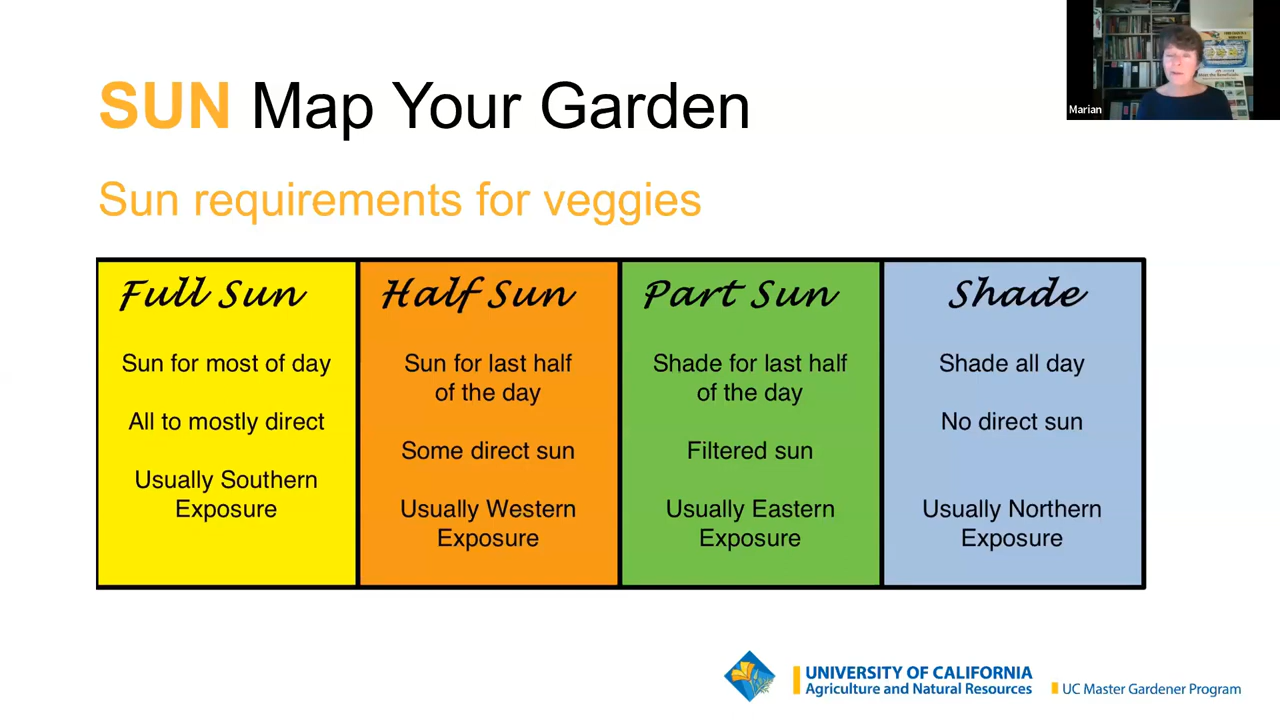 Marian
SUN Map Your Garden
Sun requirements for veggies
Full Sun
Sun for most of day
All to mostly direct
Usually Southern
Exposure
Half Sun
Sun for last half
of the day
Some direct sun
Usually Western
Exposure
Part Sun
Shade for last half
of the day
Filtered sun
Usually Eastern
Exposure
Shade
Shade all day
No direct sun
Usually Northern
Exposure
UNIVERSITY OF CALIFORNIA
Agriculture and Natural Resources
UC Master Gardener Program